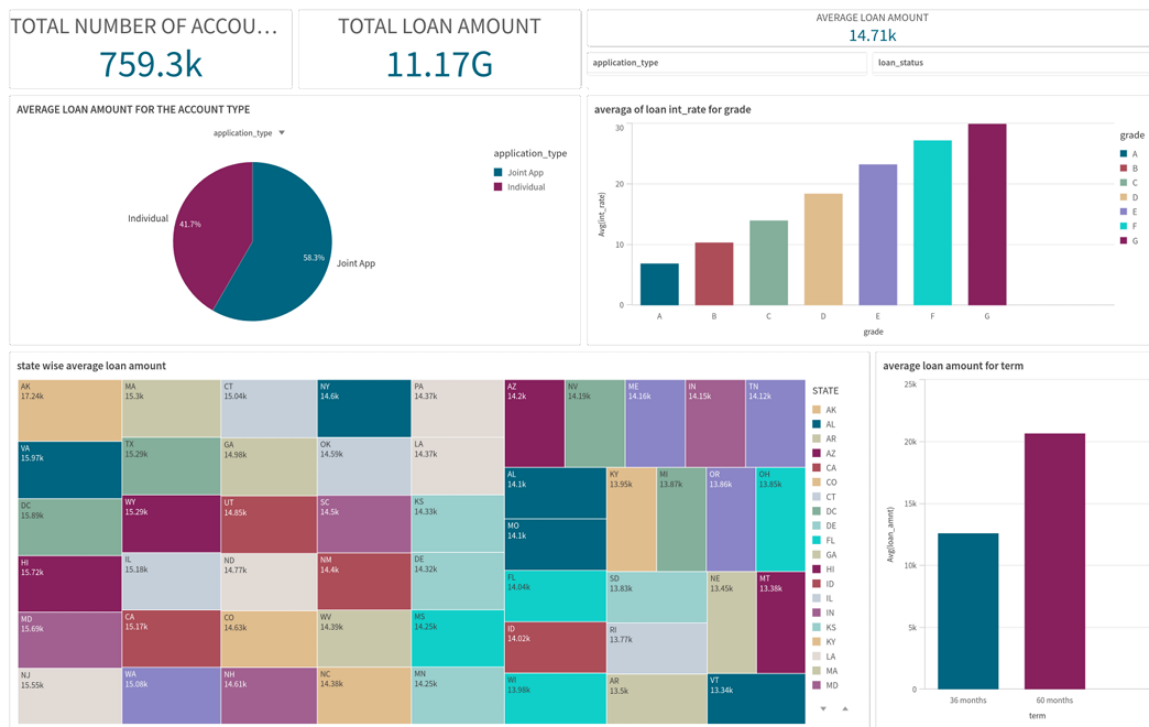 TOTAL NUMBER OF ACCOU...
759.3k
TOTAL LOAN AMOUNT
11.17G
AVERAGE LOAN AMOUNT
14.71k
application_type
loan_status
AVERAGE LOAN AMOUNT FOR THE ACCOUNT TYPE
application_type
application_type
Joint App
Individual
Individual
41.7%
58.3%
Joint App
averaga of loan int_rate for grade
30
20
10
0
Avg(int_rate)
A
B
C
D
E
F
G
grade
grade
A
B
C
D
E
F
G
state wise average loan amount
AK
17.24k
VA
15.97k
DC
15.89k
HI
15.72k
MD
15.69k
NJ
15.55k
MA
15.3k
TX
15.29k
WY
15.29k
IL
15.18k
CA
15.17k
WA
15.08k
CT
15.04k
GA
14.98k
UT
14.85k
ND
14.77k
CO
14.63k
NH
14.61k
NY
14.6k
OK
14.59k
SC
14.5k
NM
14.4k
WV
14.39k
NC
14.38k
PA
14.37k
LA
14.37k
KS
14.33k
DE
14.32k
MS
14.25k
MN
14.25k
AZ
14.2k
NV
14.19k
ME
14.16k
IN
14.15k
TN
14.12k
AL
14.1k
MO
14.1k
FL
14.04k
ID
14.02k
WI
13.98k
KY
13.95k
MI
13.87k
OR
13.86k
OH
13.85k
SD
13.83k
RI
13.77k
AR
13.5k
NE
13.45k
MT
13.38k
VT
13.34k
STATE
AK
AL
AR
AZ
CA
CO
CT
DC
DE
FL
GA
HI
ID
IL
IN
KS
KY
LA
MA
MD
average loan amount for term
25k
20k
15k
10k
5k
0
Avg(loan_amnt)
36 months
60 months
term